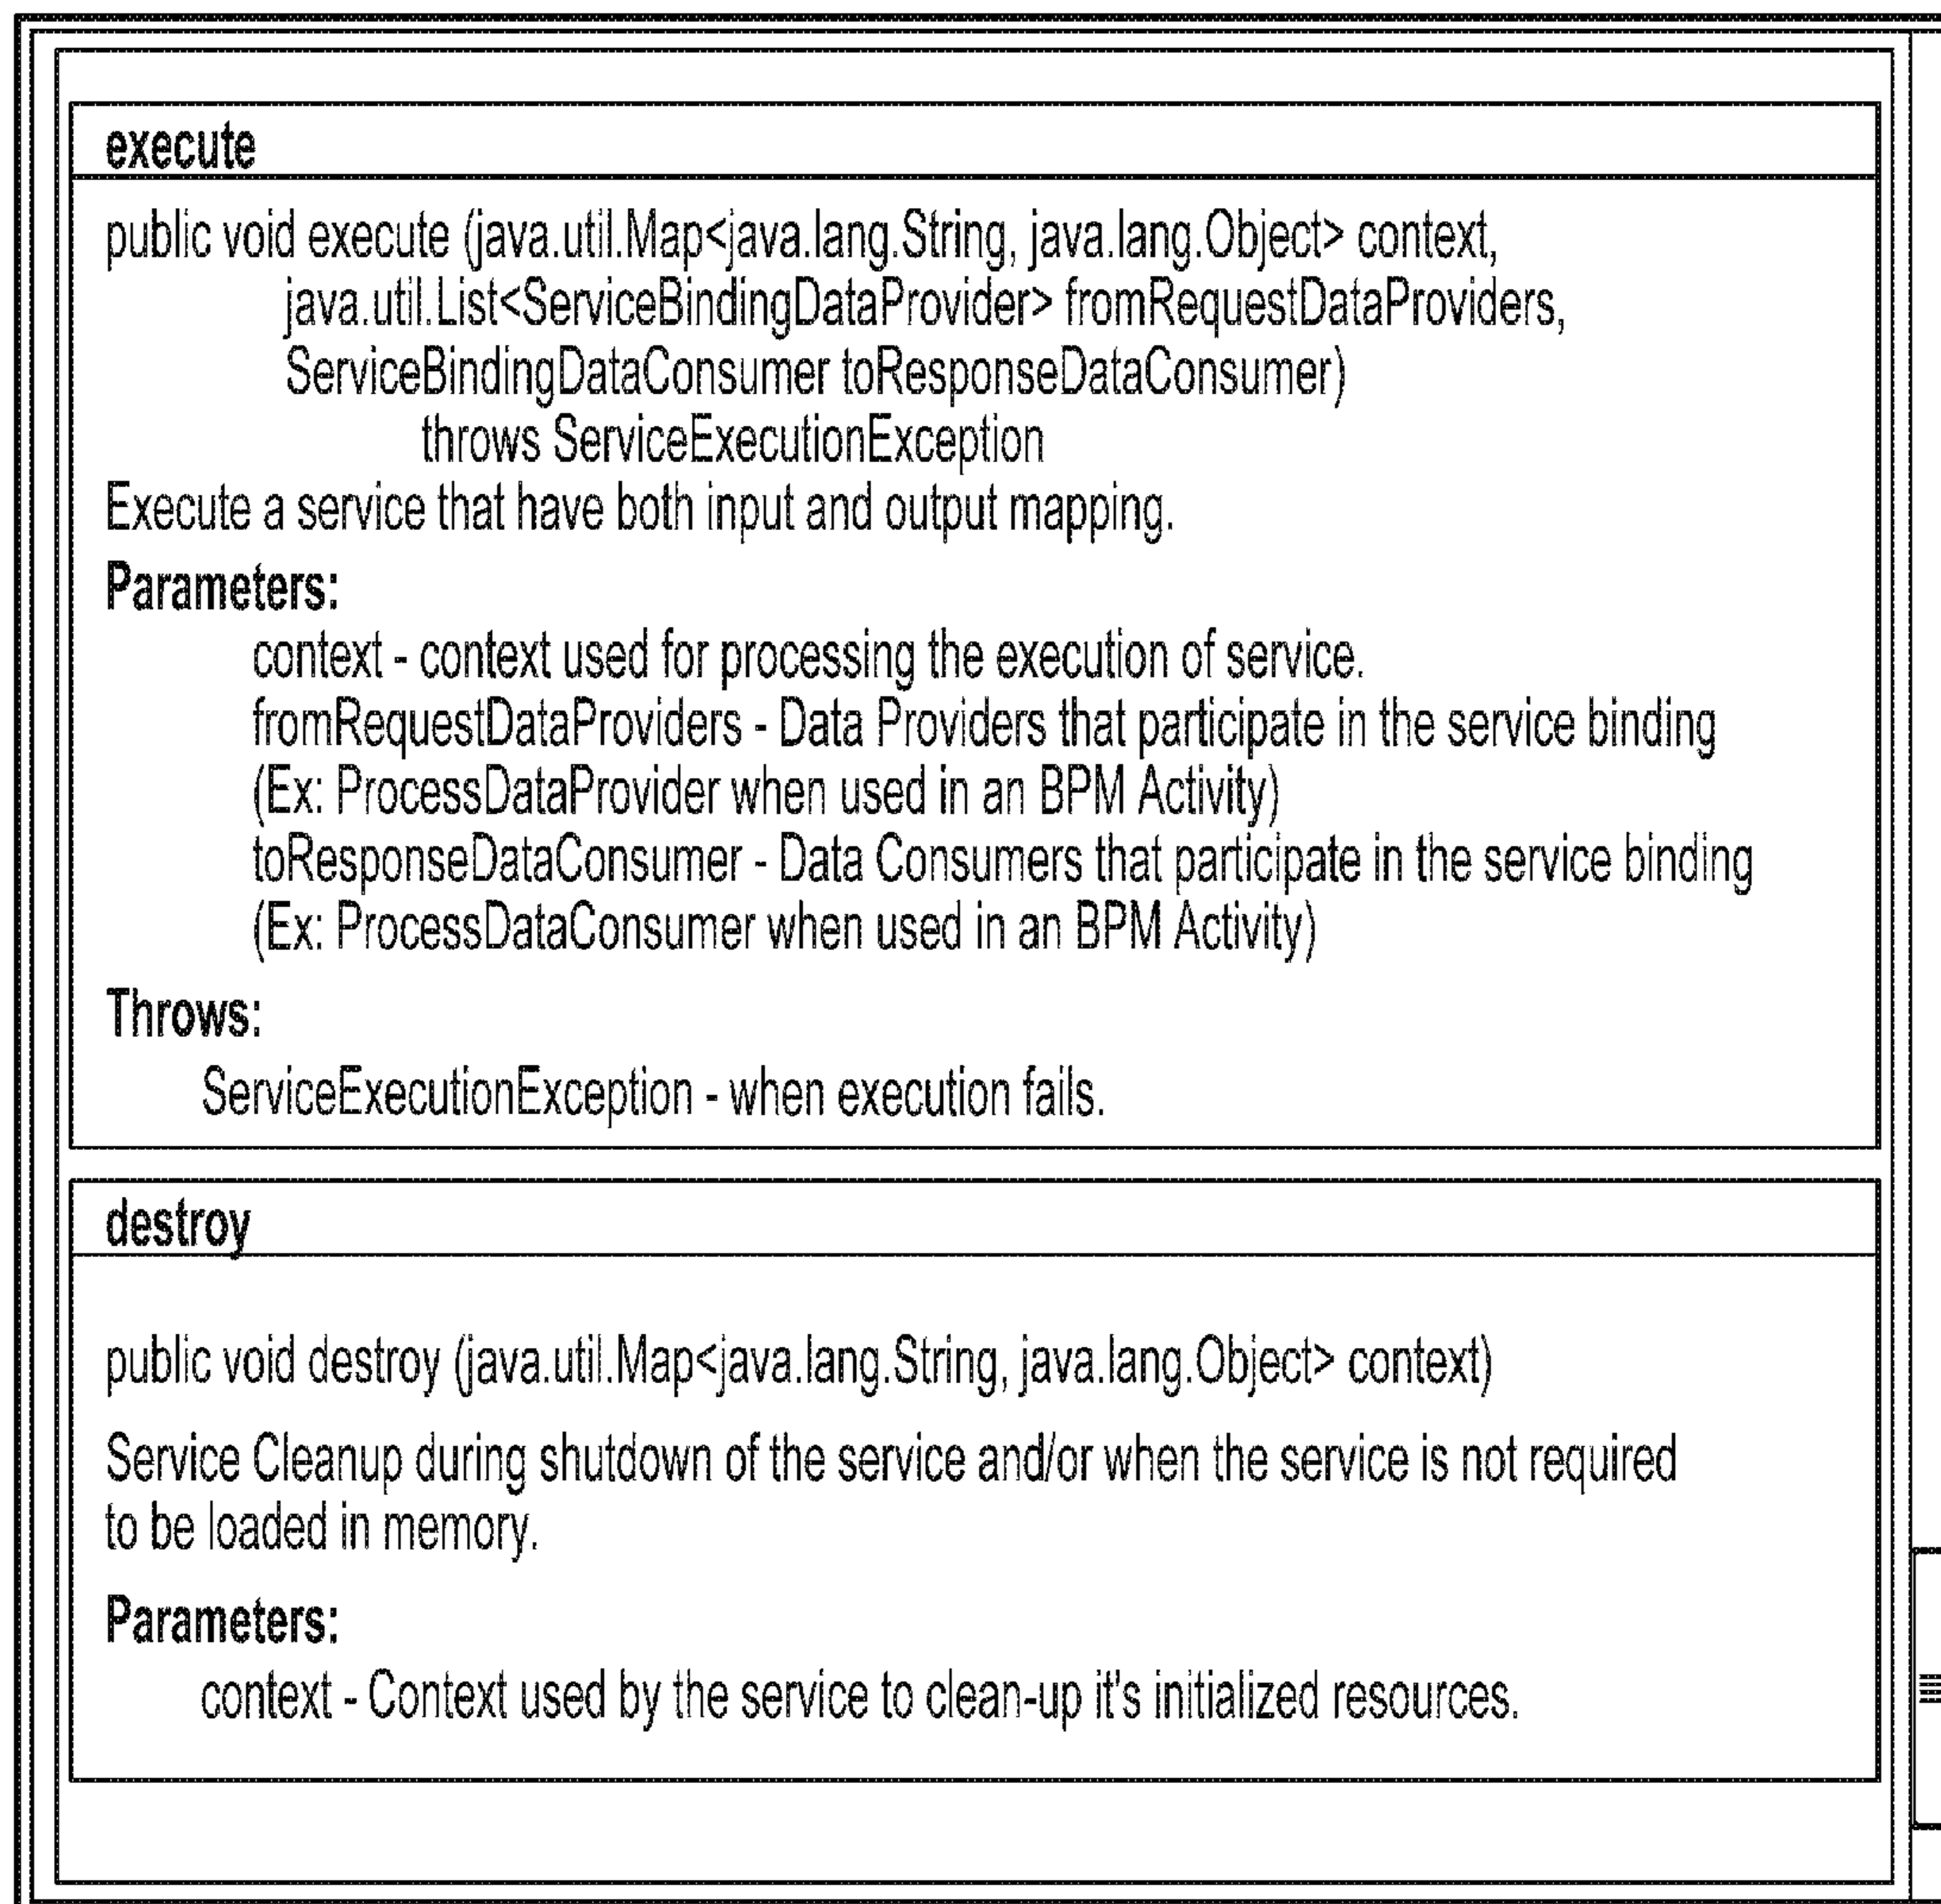 execute
public void execute (java.util.Map<java.lang.String, java.lang.Object> context,
java.util.List<ServiceBindingDataProvider> fromRequestDataProviders,
ServiceBindingDataConsumer toResponseDataConsumer)
throws ServiceExecutionException
Execute a service that have both input and output mapping.
Parameters:
context - context used for processing the execution of service.
fromRequestDataProviders - Data Providers that participate in the service binding
(Ex: ProcessDataProvider when used in an BPM Activity)
toResponseDataConsumer - Data Consumers that participate in the service binding
(Ex: ProcessDataConsumer when used in an BPM Activity)
Throws:
ServiceExecutionException - when execution fails.
destroy
public void destroy (java.util.Map<java.lang.String, java.lang.Object> context)
Service Cleanup during shutdown of the service and/or when the service is not required
to be loaded in memory.
Parameters:
context - Context used by the service to clean-up it's initialized resources.